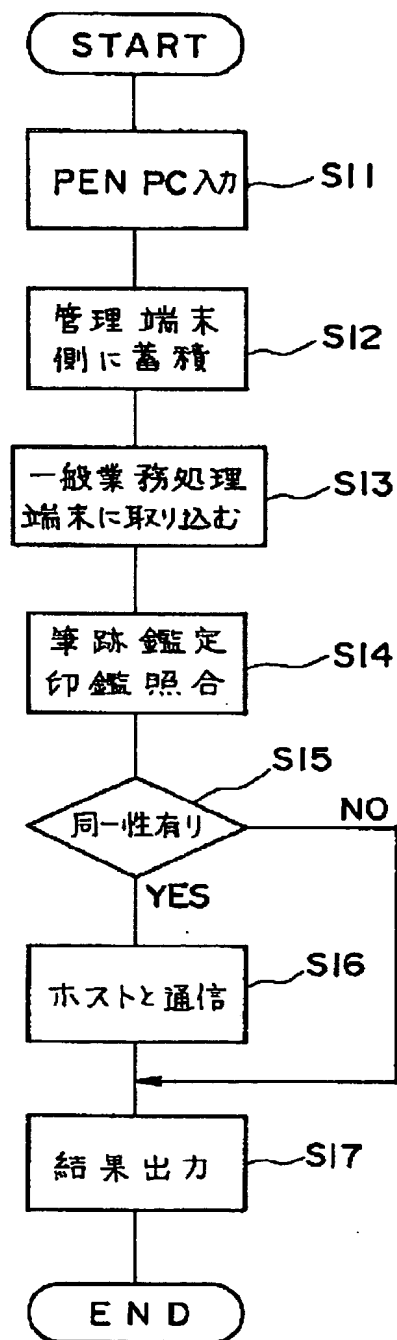 START
PEN PC入力
S11
管理端末
側に蓄積
S12
一般業務処理
端末に取り込む
S13
筆跡鑑定
印鑑照合
S14
S15
同一性有り
NO
YES
ホストと通信
S16
結果出力
S17
END